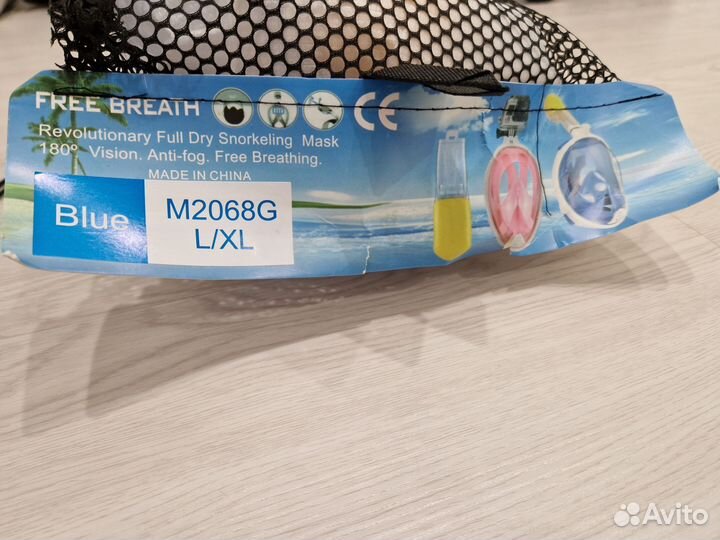 FREE BREATH CE
Revolutionary Full Dry Snorkeling Mask
180º Vision. Anti-fog. Free Breathing.
MADE IN CHINA
Blue
M2068G
L/XL
Avito